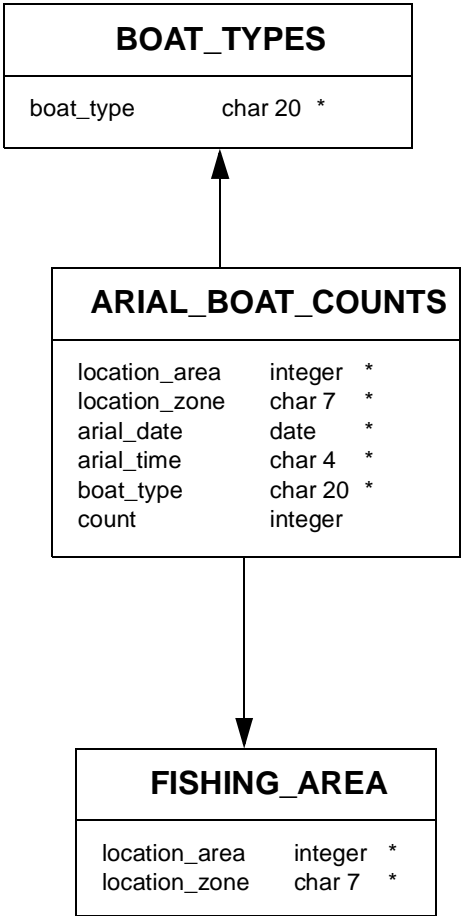 BOAT_TYPES
boat_type char 20 *
ARIAL_BOAT_COUNTS
location_area integer *
location_zone char 7 *
arial_date date *
arial_time char 4 *
boat_type char 20 *
count integer
FISHING_AREA
location_area integer *
location_zone char 7 *